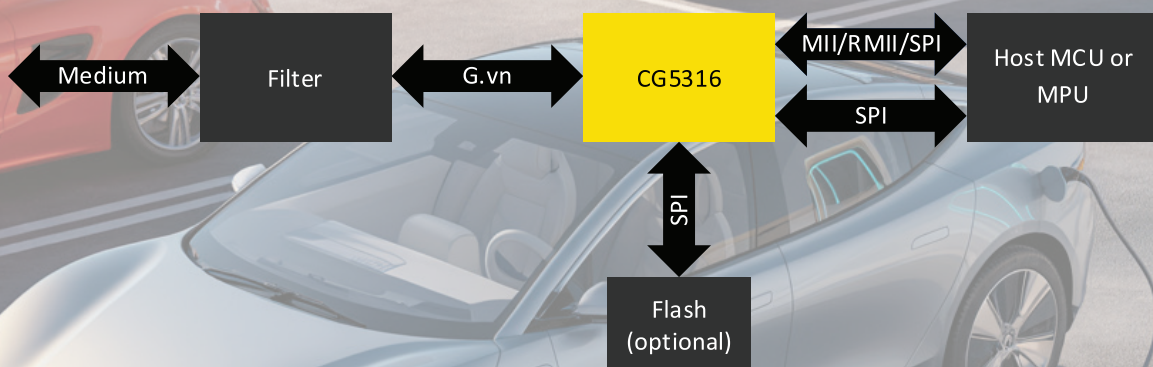 Medium
Filter
G.vn
CG5316
MII/RMII/SPI
SPI
Host MCU or
MPU
SPI
Flash
(optional)